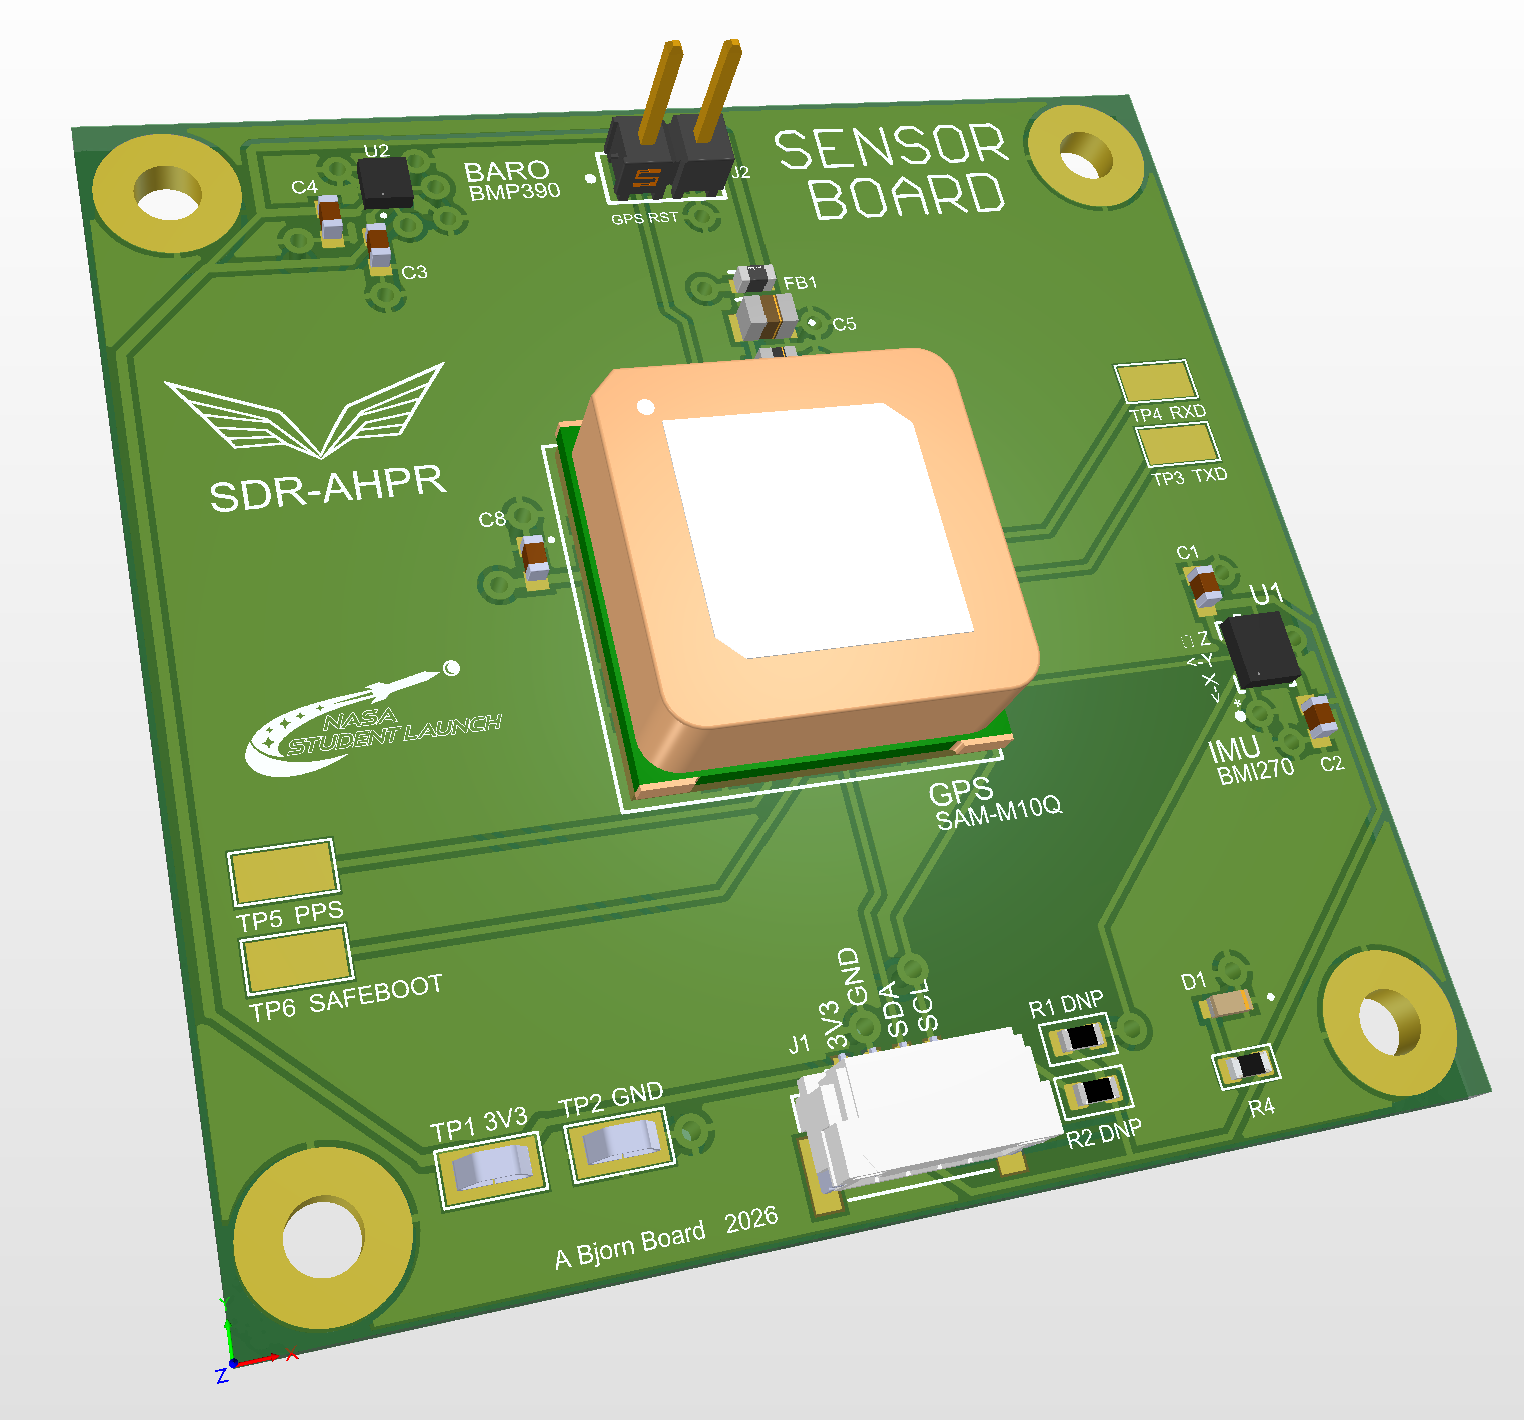 U2
C4
BARO
BMP390
C3
J2
GPS RST
SENSOR
BOARD
FB1
C5
SDR-AHPR
TP4 RXD
TP3 TXD
C8
C1
U1
Z
<-Y
<-X
*
IMU
BMI270
C2
NASA
STUDENT LAUNCH
GPS
SAM-M10Q
TP5 PPS
TP6 SAFEBOOT
J1
3V3
GND
SDA
SCL
R1 DNP
R2 DNP
D1
R4
TP1 3V3
TP2 GND
A Bjorn Board 2026
Y
X
Z